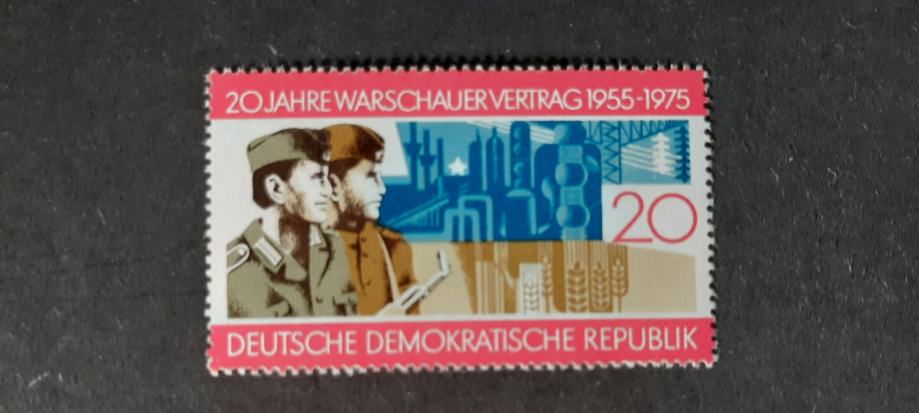 20 JAHRE WARSCHAUER VERTRAG 1955-1975
20
DEUTSCHE DEMOKRATISCHE REPUBLIK